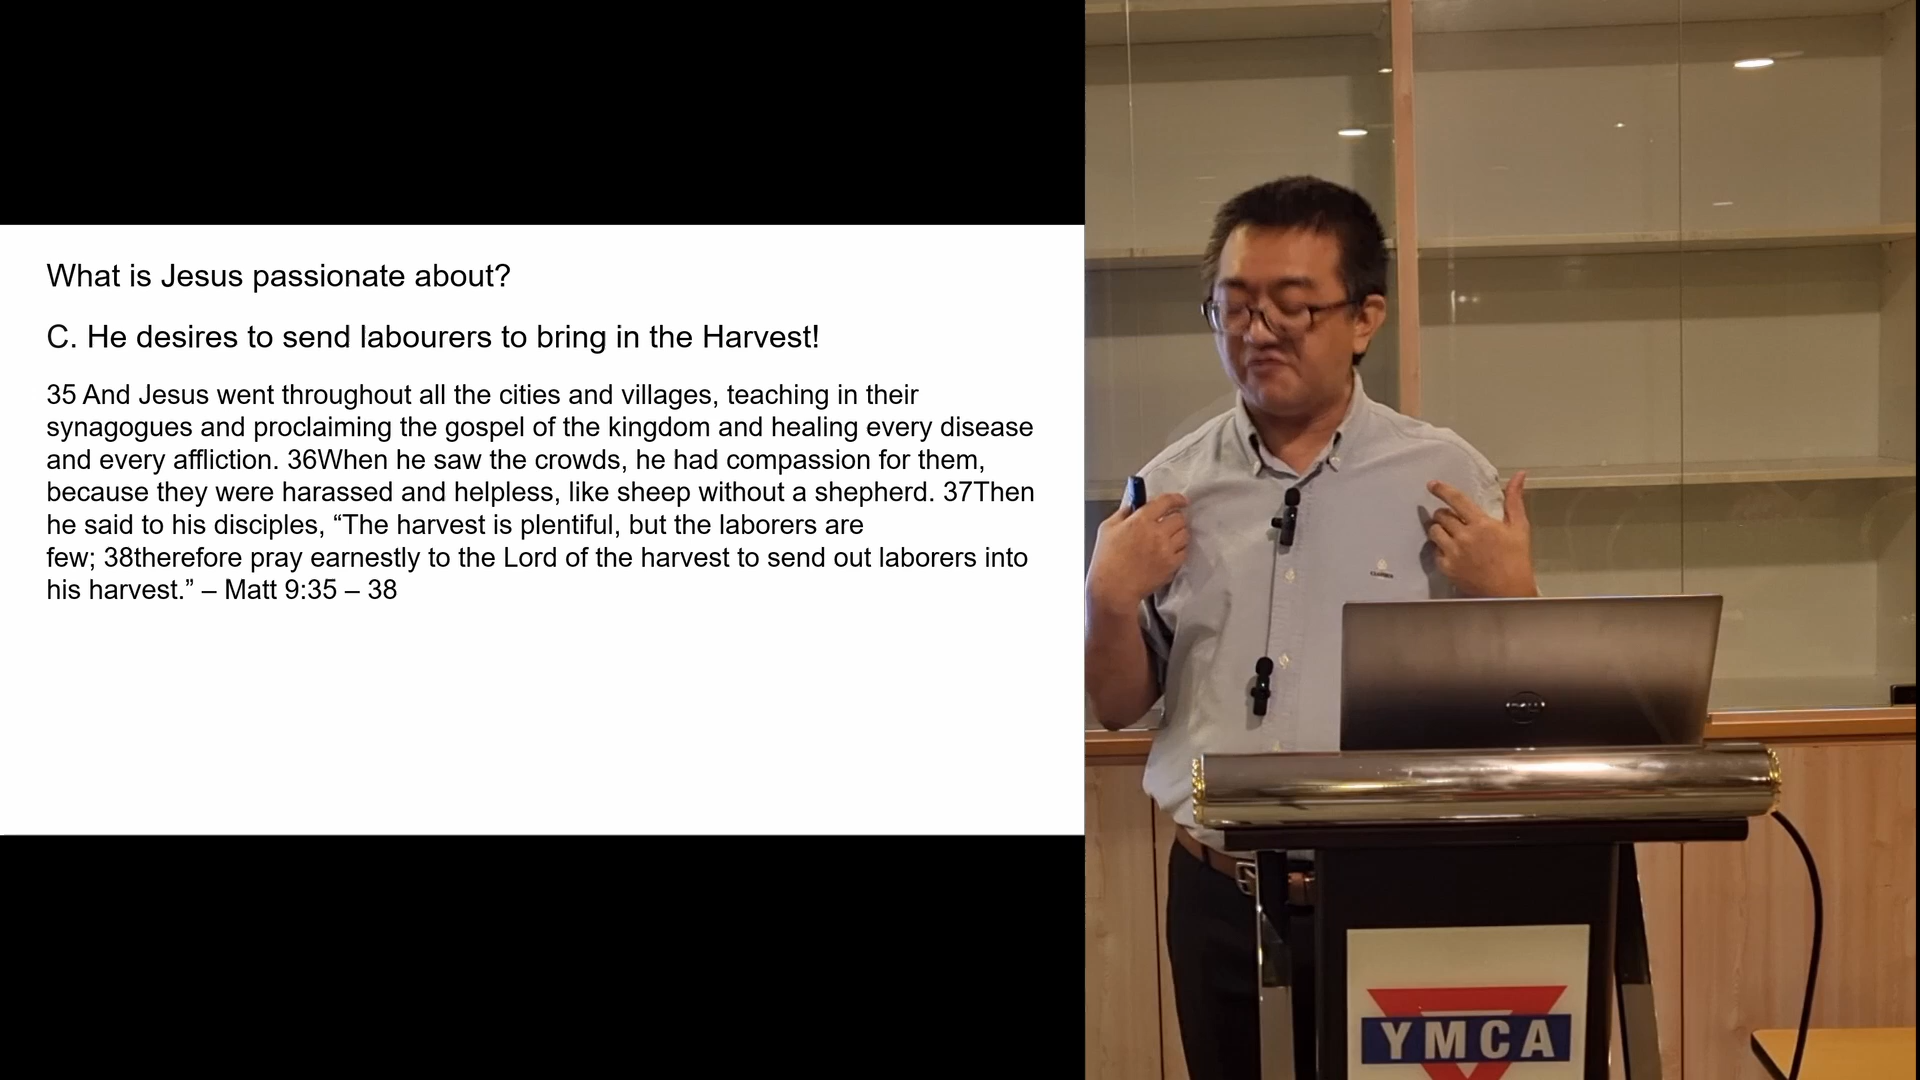 What is Jesus passionate about?
C. He desires to send labourers to bring in the Harvest!
35 And Jesus went throughout all the cities and villages, teaching in their
synagogues and proclaiming the gospel of the kingdom and healing every disease
and every affliction. 36When he saw the crowds, he had compassion for them,
because they were harassed and helpless, like sheep without a shepherd. 37Then
he said to his disciples, “The harvest is plentiful, but the laborers are
few; 38therefore pray earnestly to the Lord of the harvest to send out laborers into
his harvest.” – Matt 9:35 – 38
DELL
YMCA